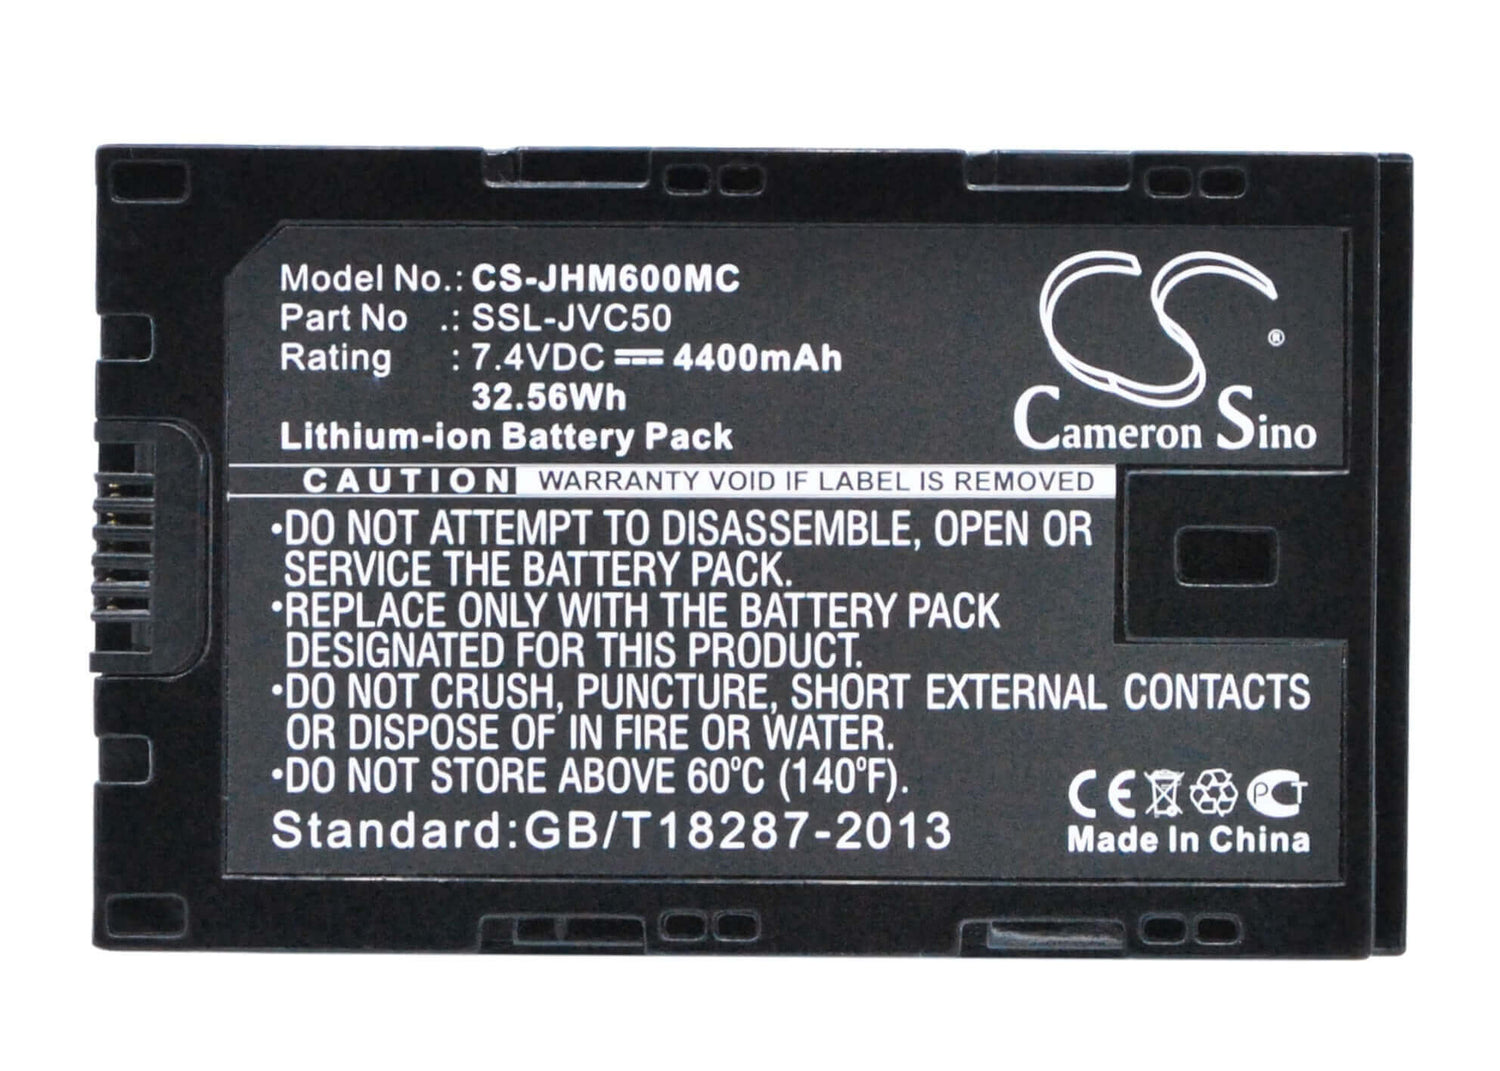 Model No.: CS-JHM600MC
Part No .: SSL-JVC50
Rating : 7.4VDC 4400mAh
32.56Wh
Lithium-ion Battery Pack
CS ®
Cameron Sino
CAUTION WARRANTY VOID IF LABEL IS REMOVED
•DO NOT ATTEMPT TO DISASSEMBLE, OPEN OR
SERVICE THE BATTERY PACK.
•REPLACE ONLY WITH THE BATTERY PACK
DESIGNATED FOR THIS PRODUCT.
•DO NOT CRUSH, PUNCTURE, SHORT EXTERNAL CONTACTS
OR DISPOSE OF IN FIRE OR WATER.
•DO NOT STORE ABOVE 60°C (140°F).
Standard:GB/T18287-2013
CE PCT
Made In China